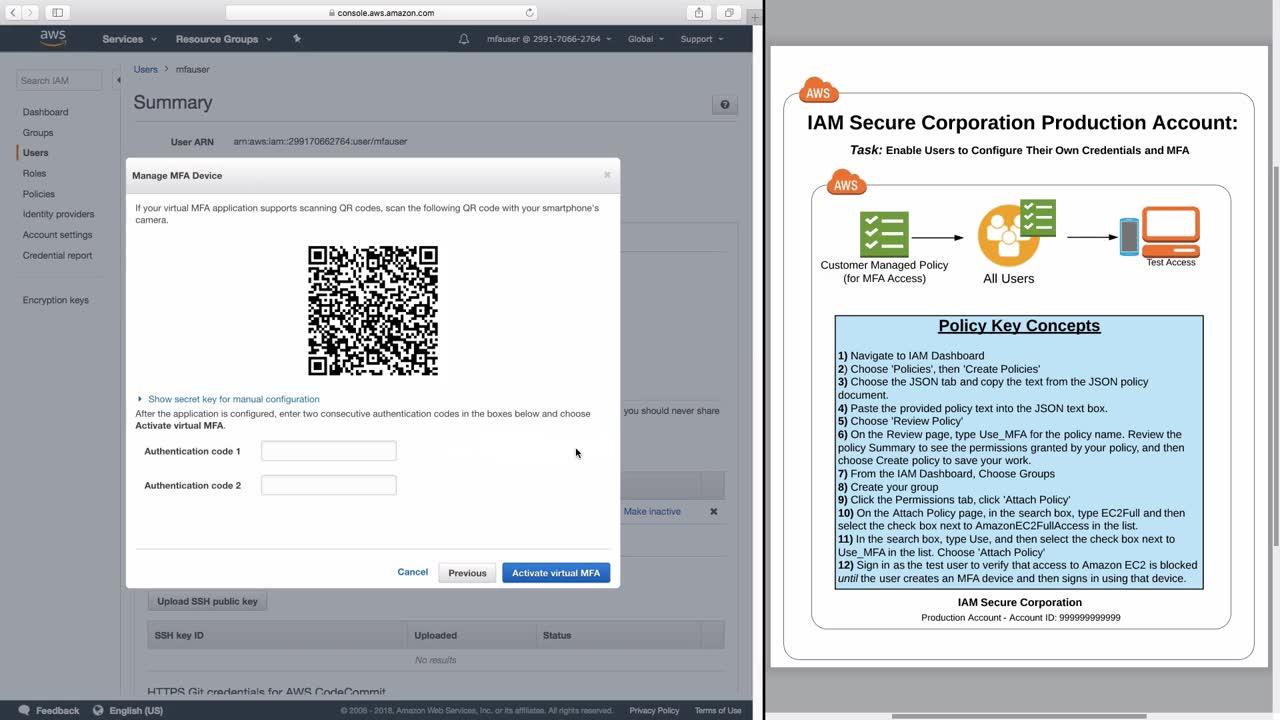 console.aws.amazon.com
aws
Services
Resource Groups
mfauser @ 2991-7066-2764
Global
Support
Search IAM
Dashboard
Groups
Users
Roles
Policies
Identity providers
Account settings
Credential report
Encryption keys
Users > mfauser
Summary
User ARN
arn:aws:iam::299170662764:user/mfauser
Manage MFA Device
If your virtual MFA application supports scanning QR codes, scan the following QR code with your smartphone's
camera.
Show secret key for manual configuration
After the application is configured, enter two consecutive authentication codes in the boxes below and choose
Activate virtual MFA.
Authentication code 1
Authentication code 2
Cancel
Previous
Activate virtual MFA
you should never share
Make inactive
Upload SSH public key
SSH key ID
Uploaded
Status
No results
HTTPS Git credentials for AWS CodeCommit
Feedback
English (US)
© 2008 - 2018, Amazon Web Services, Inc. or its affiliates. All rights reserved.
Privacy Policy
Terms of Use
AWS
IAM Secure Corporation Production Account:
Task: Enable Users to Configure Their Own Credentials and MFA
AWS
Customer Managed Policy
(for MFA Access)
All Users
Test Access
Policy Key Concepts
1) Navigate to IAM Dashboard
2) Choose 'Policies', then 'Create Policies'
3) Choose the JSON tab and copy the text from the JSON policy
document.
4) Paste the provided policy text into the JSON text box.
5) Choose 'Review Policy'
6) On the Review page, type Use_MFA for the policy name. Review the
policy Summary to see the permissions granted by your policy, and then
choose Create policy to save your work.
7) From the IAM Dashboard, Choose Groups
8) Create your group
9) Click the Permissions tab, click 'Attach Policy'
10) On the Attach Policy page, in the search box, type EC2Full and then
select the check box next to AmazonEC2FullAccess in the list.
11) In the search box, type Use, and then select the check box next to
Use_MFA in the list. Choose 'Attach Policy'
12) Sign in as the test user to verify that access to Amazon EC2 is blocked
until the user creates an MFA device and then signs in using that device.
IAM Secure Corporation
Production Account - Account ID: 999999999999